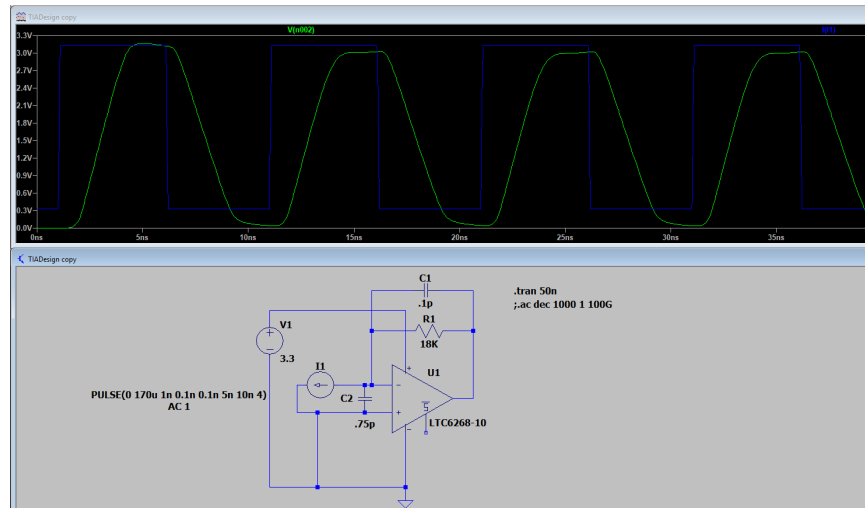 TIADesign copy
V(n002)
I(I1)
3.3V
3.0V
2.7V
2.4V
2.1V
1.8V
1.5V
1.2V
0.9V
0.6V
0.3V
0.0V
0ns 5ns 10ns 15ns 20ns 25ns 30ns 35ns
TIADesign copy
C1
.1p
.tran 50n
;.ac dec 1000 1 100G
R1
18K
V1
3.3
I1
U1
PULSE(0 170u 1n 0.1n 0.1n 5n 10n 4)
AC 1
C2
.75p
LTC6268-10